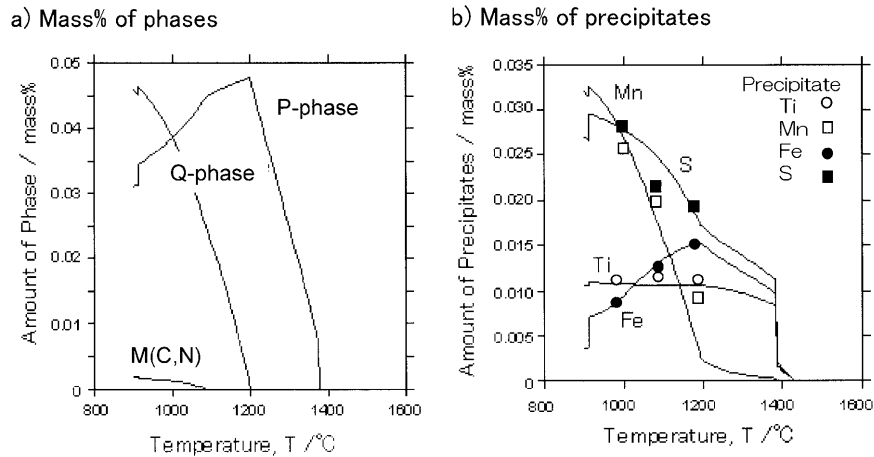 a) Mass% of phases
0.05
0.04
0.03
0.02
0.01
0
800
1000
1200
1400
1600
Amount of Phase / mass%
Temperature, T /°C
P-phase
Q-phase
M(C,N)
b) Mass% of precipitates
0.035
0.030
0.025
0.020
0.015
0.010
0.005
0.000
800
1000
1200
1400
1600
Amount of Precipitates / mass%
Temperature, T /°C
Mn
S
Ti
Fe
Precipitate
Ti
Mn
Fe
S